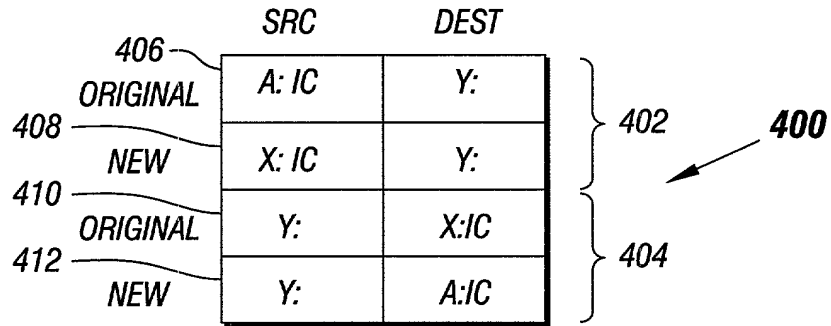 SRC DEST
406
ORIGINAL A: IC Y:
402
408
400
NEW X: IC Y:
410
ORIGINAL Y: X:IC
404
412
NEW Y: A:IC